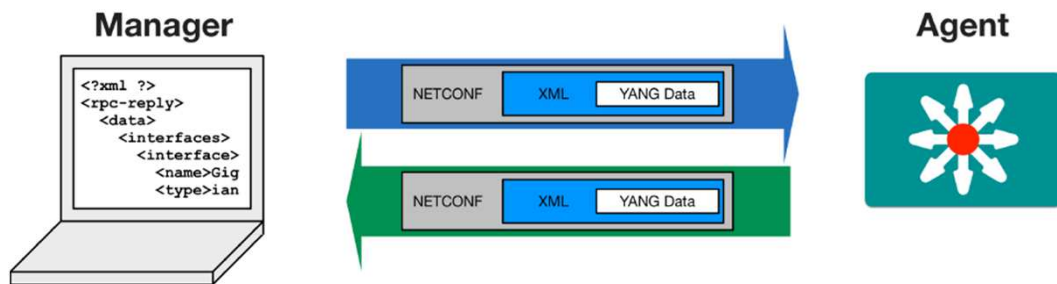 Manager
Agent
<?xml ?>
<rpc-reply>
<data>
<interfaces>
<interface>
<name>Gig
<type>ian
NETCONF XML YANG Data
NETCONF XML YANG Data